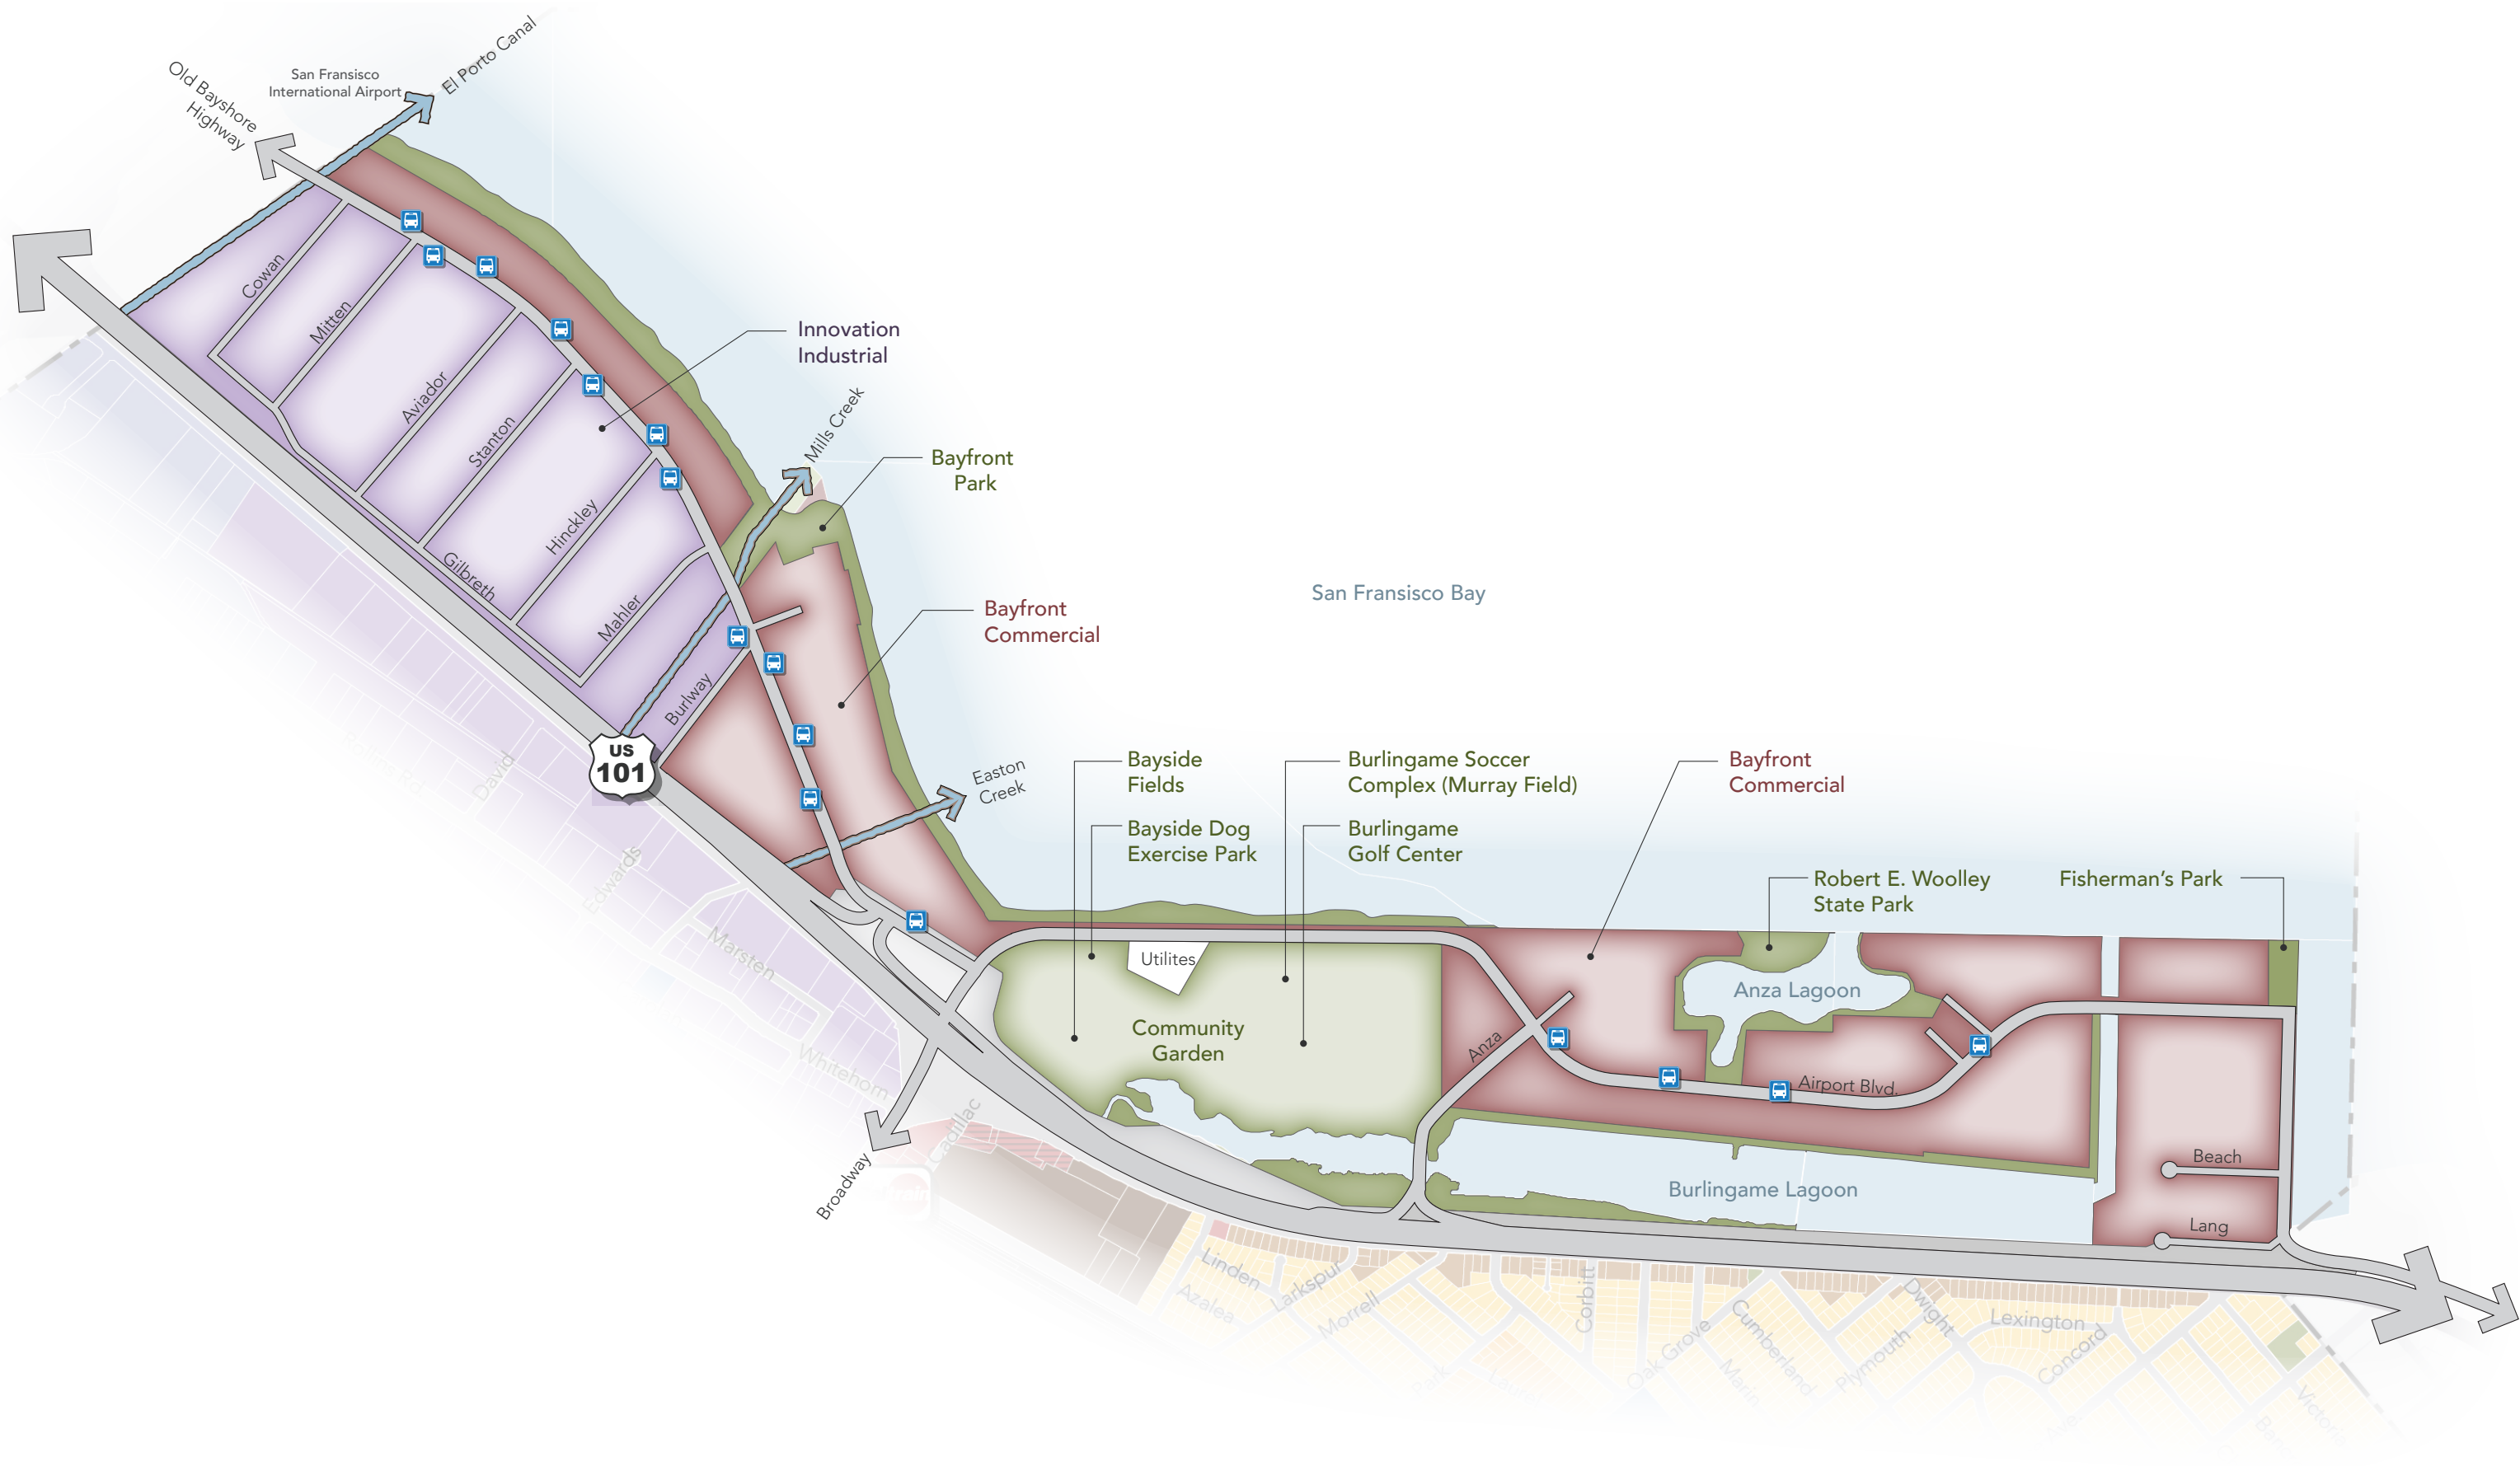 El Porto Canal
San Fransisco
International Airport
Old Bayshore
Highway
Cowan
Mitten
Aviador
Stanton
Hinckley
Gilbreth
Mahler
Burlway
Innovation
Industrial
Mills Creek
Bayfront
Park
Bayfront
Commercial
San Fransisco Bay
US
101
Easton
Creek
Bayside
Fields
Bayside Dog
Exercise Park
Burlingame Soccer
Complex (Murray Field)
Burlingame
Golf Center
Bayfront
Commercial
Robert E. Woolley
State Park
Fisherman's Park
Utilites
Community
Garden
Anza Lagoon
Anza
Airport Blvd.
Burlingame Lagoon
Beach
Lang
David
Edwards
Marsten
Whitehorn
Cadillac
Broadway
Linden
Azalea
Larkspur
Morrell
Corbitt
Park
Oak Grove
Marin
Cumberland
Plymouth
Dwight
Lexington
Concord
Victoria